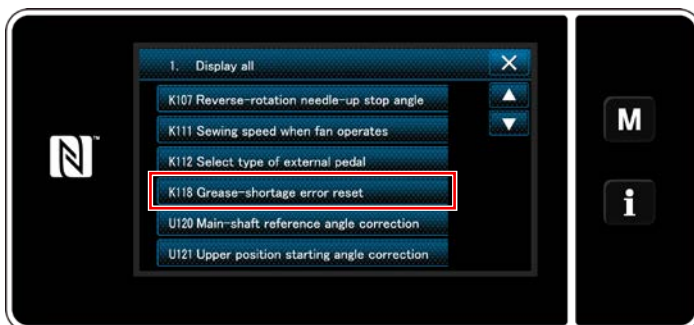 1. Display all
K107 Reverse-rotation needle-up stop angle
K111 Sewing speed when fan operates
K112 Select type of external pedal
K118 Grease-shortage error reset
U120 Main-shaft reference angle correction
U121 Upper position starting angle correction
M
i
N